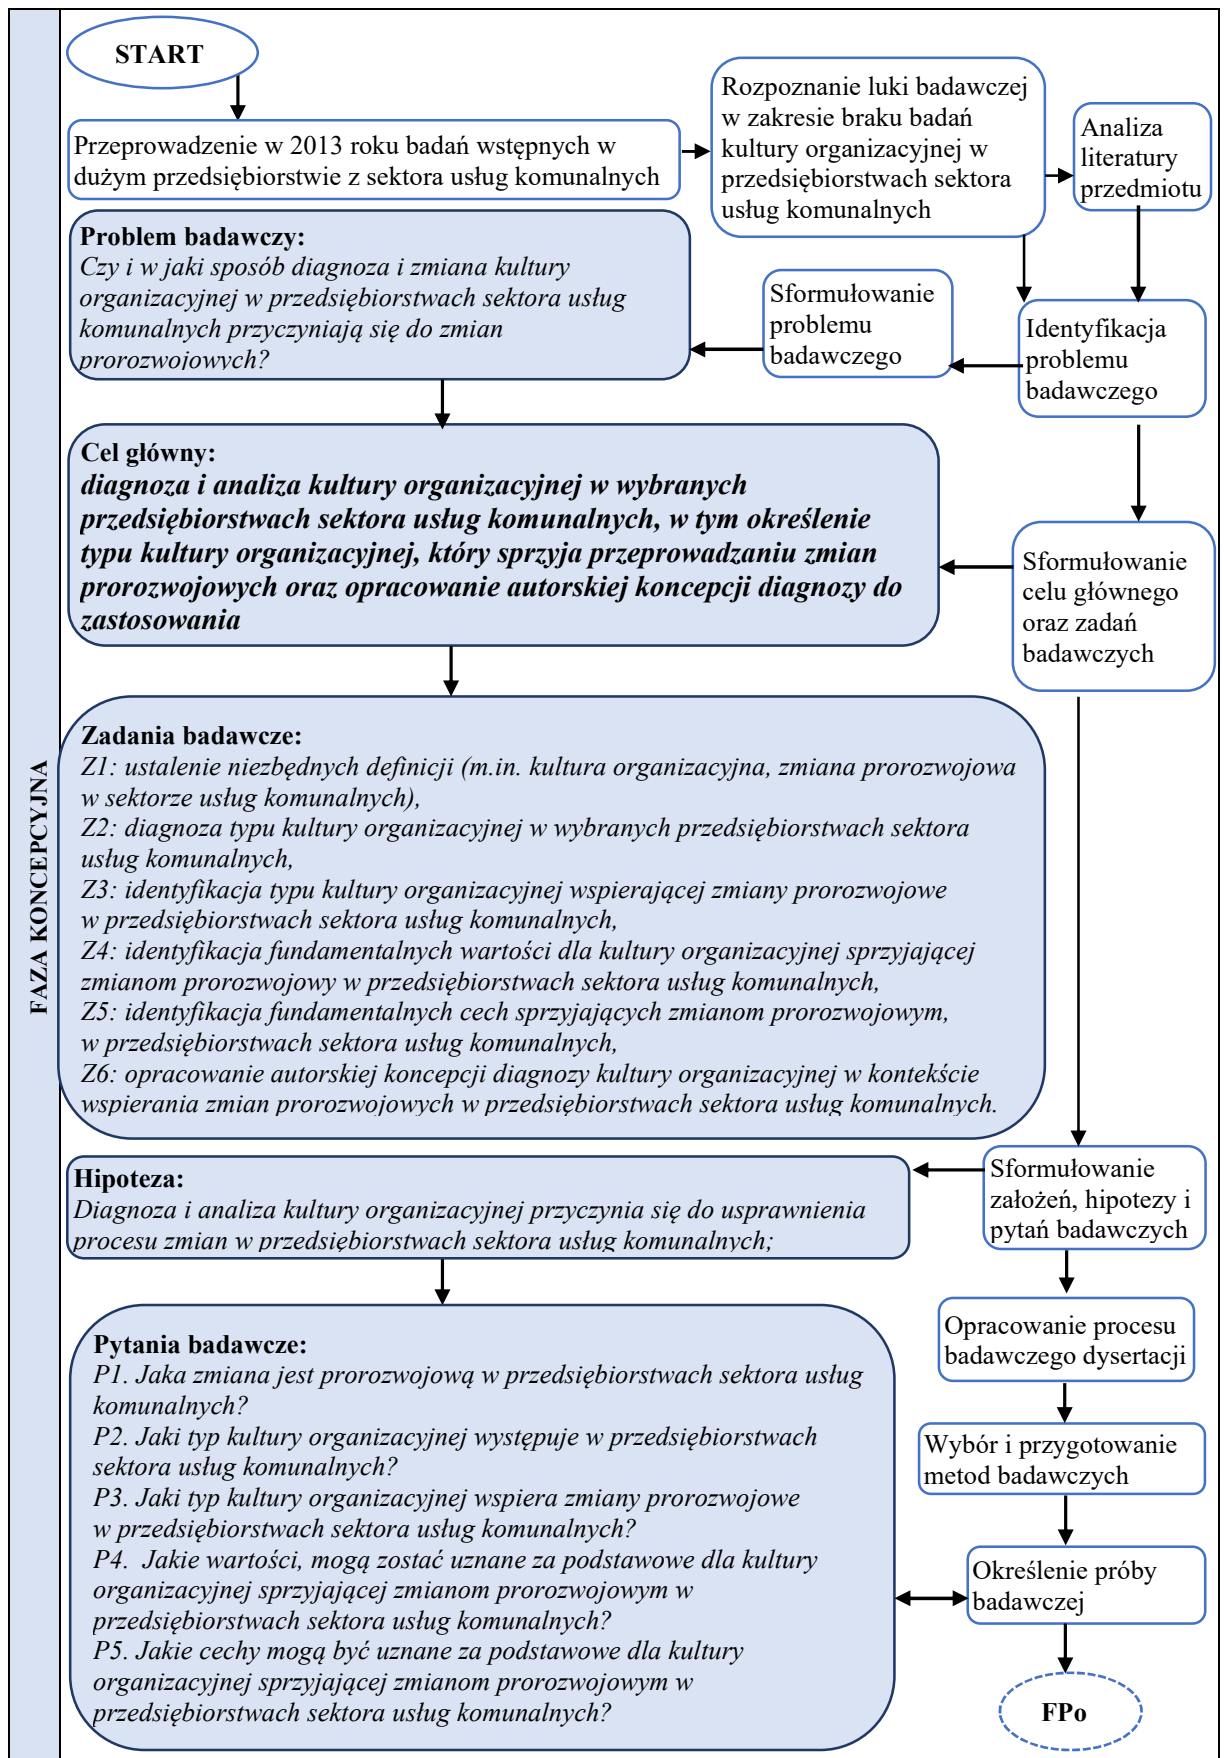 FAZA KONCEPCYJNA
START
Przeprowadzenie w 2013 roku badań wstępnych w
dużym przedsiębiorstwie z sektora usług komunalnych
Rozpoznanie luki badawczej
w zakresie braku badań
kultury organizacyjnej w
przedsiębiorstwach sektora
usług komunalnych
Analiza
literatury
przedmiotu
Problem badawczy:
Czy i w jaki sposób diagnoza i zmiana kultury
organizacyjnej w przedsiębiorstwach sektora usług
komunalnych przyczyniają się do zmian
prorozwojowych?
Sformułowanie
problemu
badawczego
Identyfikacja
problemu
badawczego
Cel główny:
diagnoza i analiza kultury organizacyjnej w wybranych
przedsiębiorstwach sektora usług komunalnych, w tym określenie
typu kultury organizacyjnej, który sprzyja przeprowadzaniu zmian
prorozwojowych oraz opracowanie autorskiej koncepcji diagnozy do
zastosowania
Sformułowanie
celu głównego
oraz zadań
badawczych
Zadania badawcze:
Z1: ustalenie niezbędnych definicji (m.in. kultura organizacyjna, zmiana prorozwojowa
w sektorze usług komunalnych),
Z2: diagnoza typu kultury organizacyjnej w wybranych przedsiębiorstwach sektora
usług komunalnych,
Z3: identyfikacja typu kultury organizacyjnej wspierającej zmiany prorozwojowe
w przedsiębiorstwach sektora usług komunalnych,
Z4: identyfikacja fundamentalnych wartości dla kultury organizacyjnej sprzyjającej
zmianom prorozwojowy w przedsiębiorstwach sektora usług komunalnych,
Z5: identyfikacja fundamentalnych cech sprzyjających zmianom prorozwojowym,
w przedsiębiorstwach sektora usług komunalnych,
Z6: opracowanie autorskiej koncepcji diagnozy kultury organizacyjnej w kontekście
wspierania zmian prorozwojowych w przedsiębiorstwach sektora usług komunalnych.
Hipoteza:
Diagnoza i analiza kultury organizacyjnej przyczynia się do usprawnienia
procesu zmian w przedsiębiorstwach sektora usług komunalnych;
Sformułowanie
założeń, hipotezy i
pytań badawczych
Opracowanie procesu
badawczego dysertacji
Wybór i przygotowanie
metod badawczych
Określenie próby
badawczej
FPo
Pytania badawcze:
P1. Jaka zmiana jest prorozwojową w przedsiębiorstwach sektora usług
komunalnych?
P2. Jaki typ kultury organizacyjnej występuje w przedsiębiorstwach
sektora usług komunalnych?
P3. Jaki typ kultury organizacyjnej wspiera zmiany prorozwojowe
w przedsiębiorstwach sektora usług komunalnych?
P4. Jakie wartości, mogą zostać uznane za podstawowe dla kultury
organizacyjnej sprzyjającej zmianom prorozwojowym w
przedsiębiorstwach sektora usług komunalnych?
P5. Jakie cechy mogą być uznane za podstawowe dla kultury
organizacyjnej sprzyjającej zmianom prorozwojowym w
przedsiębiorstwach sektora usług komunalnych?